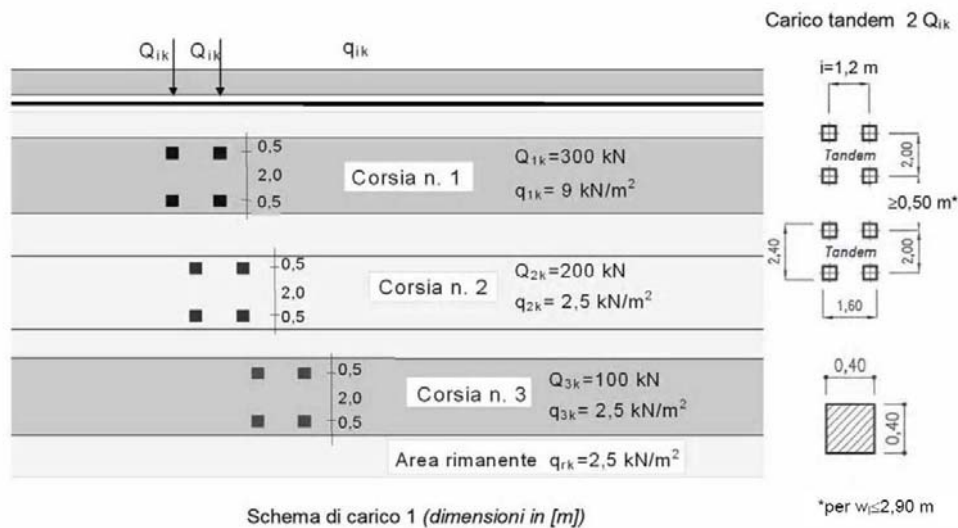 Carico tandem 2 Qik
Qik Qik qik
i=1,2 m
0,5
2,0
0,5
Corsia n. 1
Q1k=300 kN
q1k= 9 kN/m²
Tandem
2,00
≥0,50 m*
0,5
2,0
0,5
Corsia n. 2
Q2k=200 kN
q2k= 2,5 kN/m²
2,40
Tandem
2,00
1,60
0,5
2,0
0,5
Corsia n. 3
Q3k=100 kN
q3k= 2,5 kN/m²
0,40
0,40
Area rimanente qrk=2,5 kN/m²
Schema di carico 1 (dimensioni in [m])
*per wl≤2,90 m